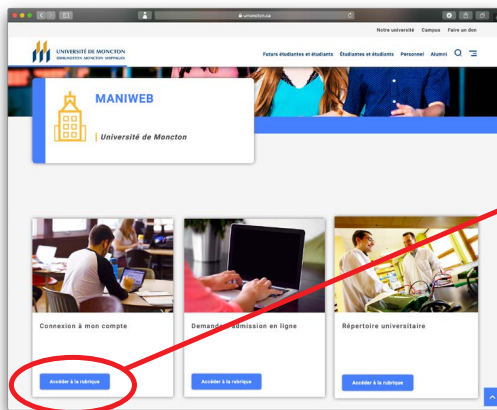 umoncton.ca
Notre université Campus Faire un don
UNIVERSITÉ DE MONCTON
EDMUNDSTON MONCTON SHIPPAGAN
Futurs étudiantes et étudiants Étudiantes et étudiants Personnel Alumni
MANIWEB
Université de Moncton
Connexion à mon compte
Demande admission en ligne
Répertoire universitaire
Accéder à la rubrique
Accéder à la rubrique
Accéder à la rubrique